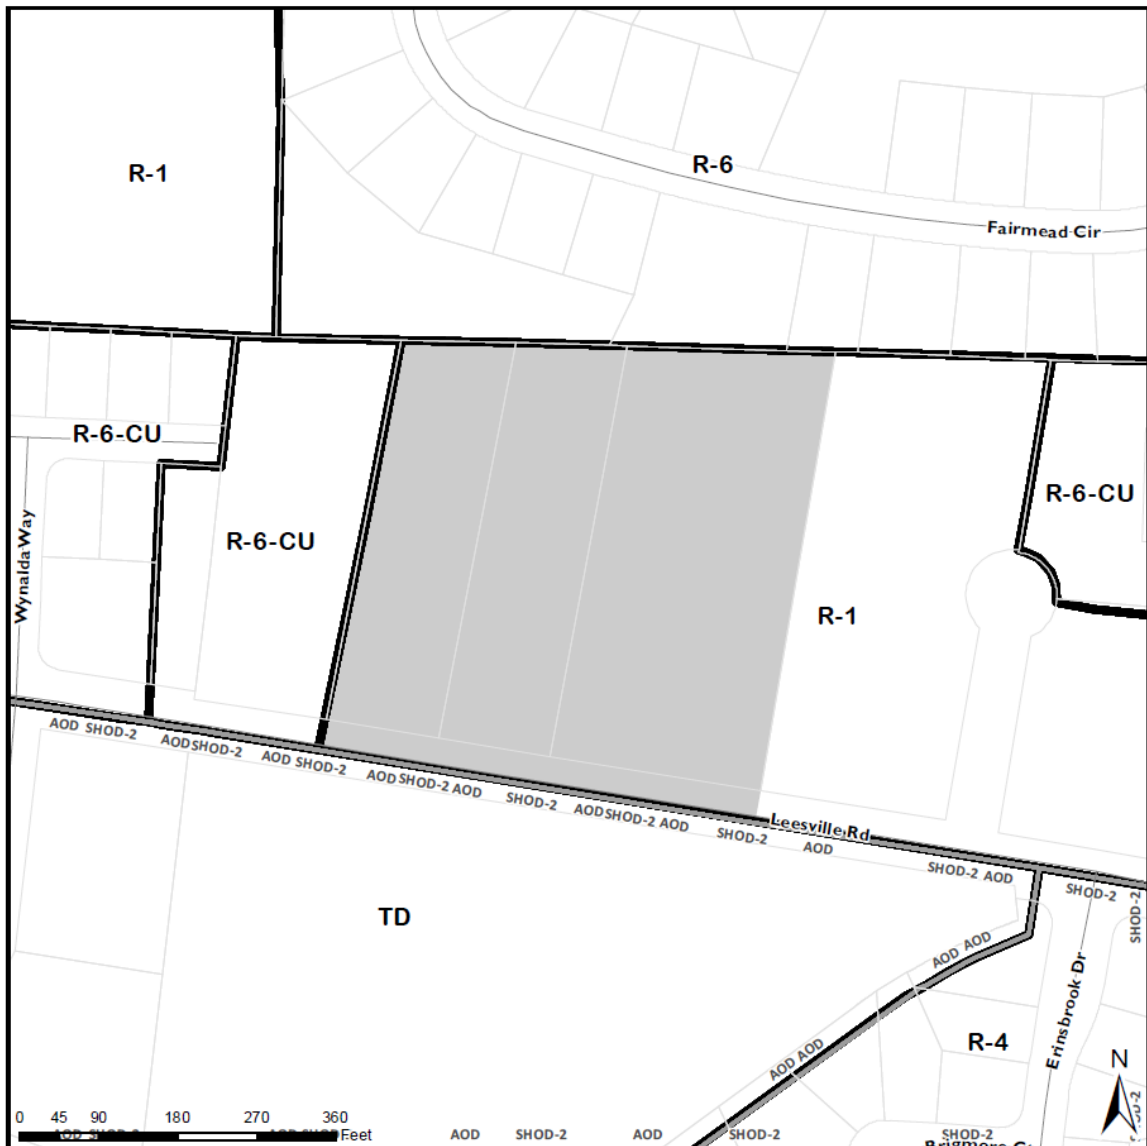 R-1
R-6
Fairmead Cir
R-6-CU
R-6-CU
R-6-CU
Wynalda Way
R-1
AOD SHOD-2 AOD SHOD-2 AOD SHOD-2 AOD SHOD-2 AOD SHOD-2 AOD SHOD-2 AOD SHOD-2 AOD SHOD-2 AOD SHOD-2
Leesville Rd
SHOD-2
TD
AOD AOD
Erinsbrook Dr
R-4
AOD AOD
N
0 45 90 180 270 360
Feet
AOD SHOD-2 AOD SHOD-2 SHOD-2